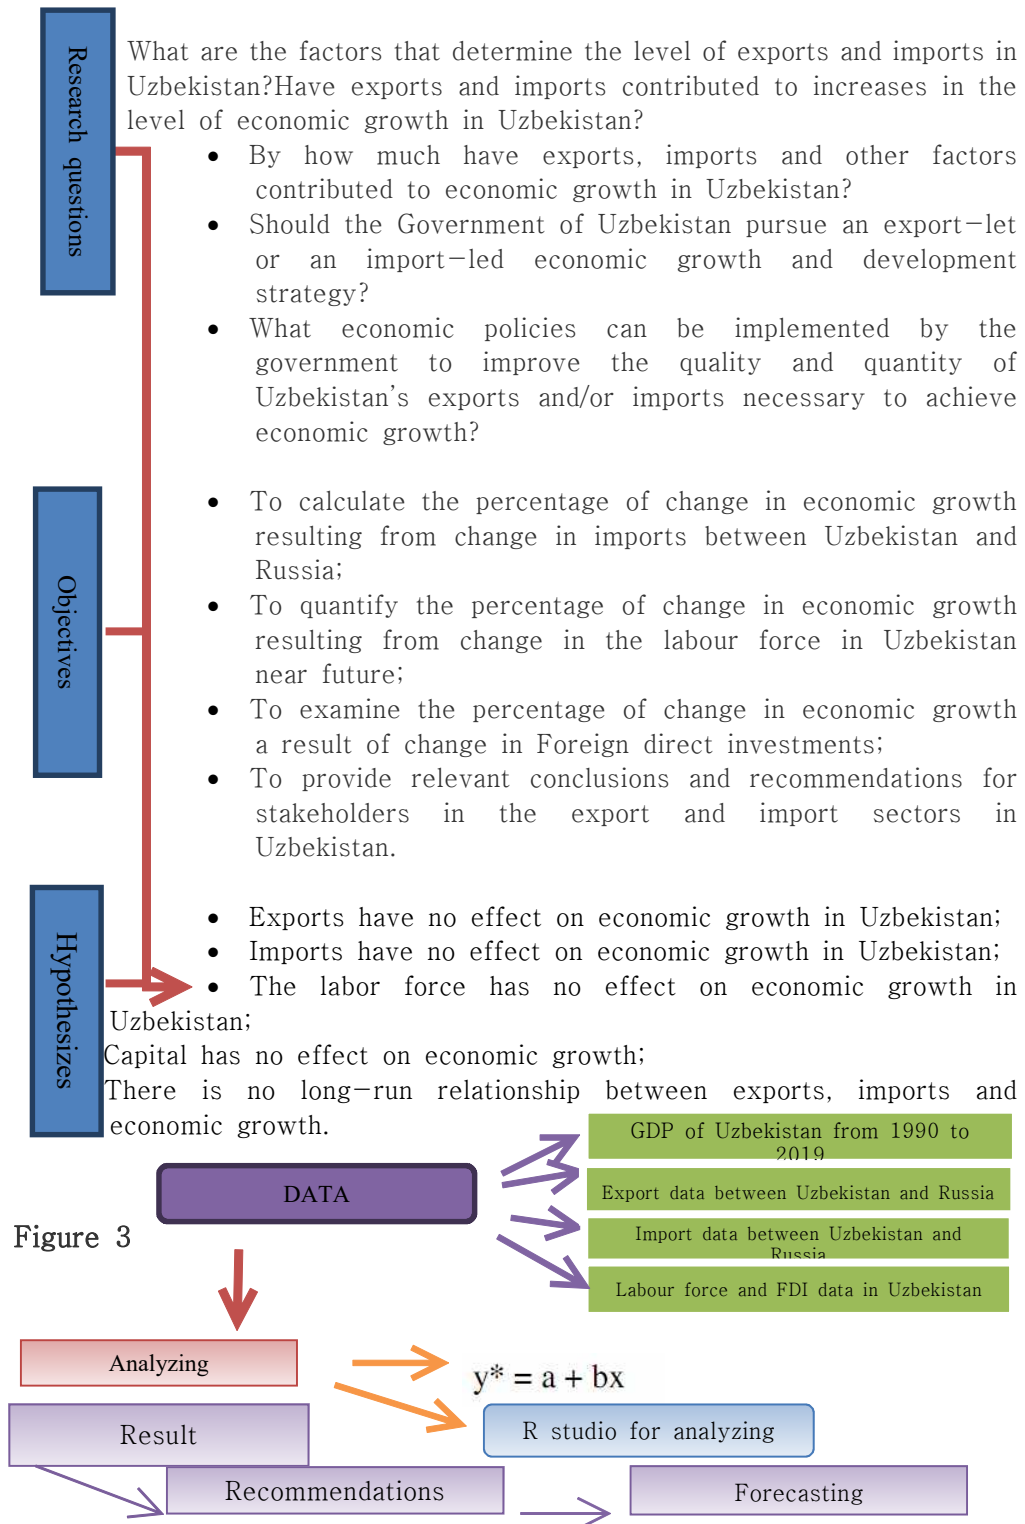 Research questions
What are the factors that determine the level of exports and imports in
Uzbekistan?Have exports and imports contributed to increases in the
level of economic growth in Uzbekistan?
• By how much have exports, imports and other factors
contributed to economic growth in Uzbekistan?
• Should the Government of Uzbekistan pursue an export-let
or an import-led economic growth and development
strategy?
• What economic policies can be implemented by the
government to improve the quality and quantity of
Uzbekistan's exports and/or imports necessary to achieve
economic growth?
Objectives
• To calculate the percentage of change in economic growth
resulting from change in imports between Uzbekistan and
Russia;
• To quantify the percentage of change in economic growth
resulting from change in the labour force in Uzbekistan
near future;
• To examine the percentage of change in economic growth
a result of change in Foreign direct investments;
• To provide relevant conclusions and recommendations for
stakeholders in the export and import sectors in
Uzbekistan.
Hypothesizes
• Exports have no effect on economic growth in Uzbekistan;
• Imports have no effect on economic growth in Uzbekistan;
• The labor force has no effect on economic growth in
Uzbekistan;
Capital has no effect on economic growth;
There is no long-run relationship between exports, imports and
economic growth.
DATA
GDP of Uzbekistan from 1990 to
2019
Export data between Uzbekistan and Russia
Import data between Uzbekistan and
Russia
Labour force and FDI data in Uzbekistan
Figure 3
Analyzing
y* = a + bx
R studio for analyzing
Result
Recommendations
Forecasting